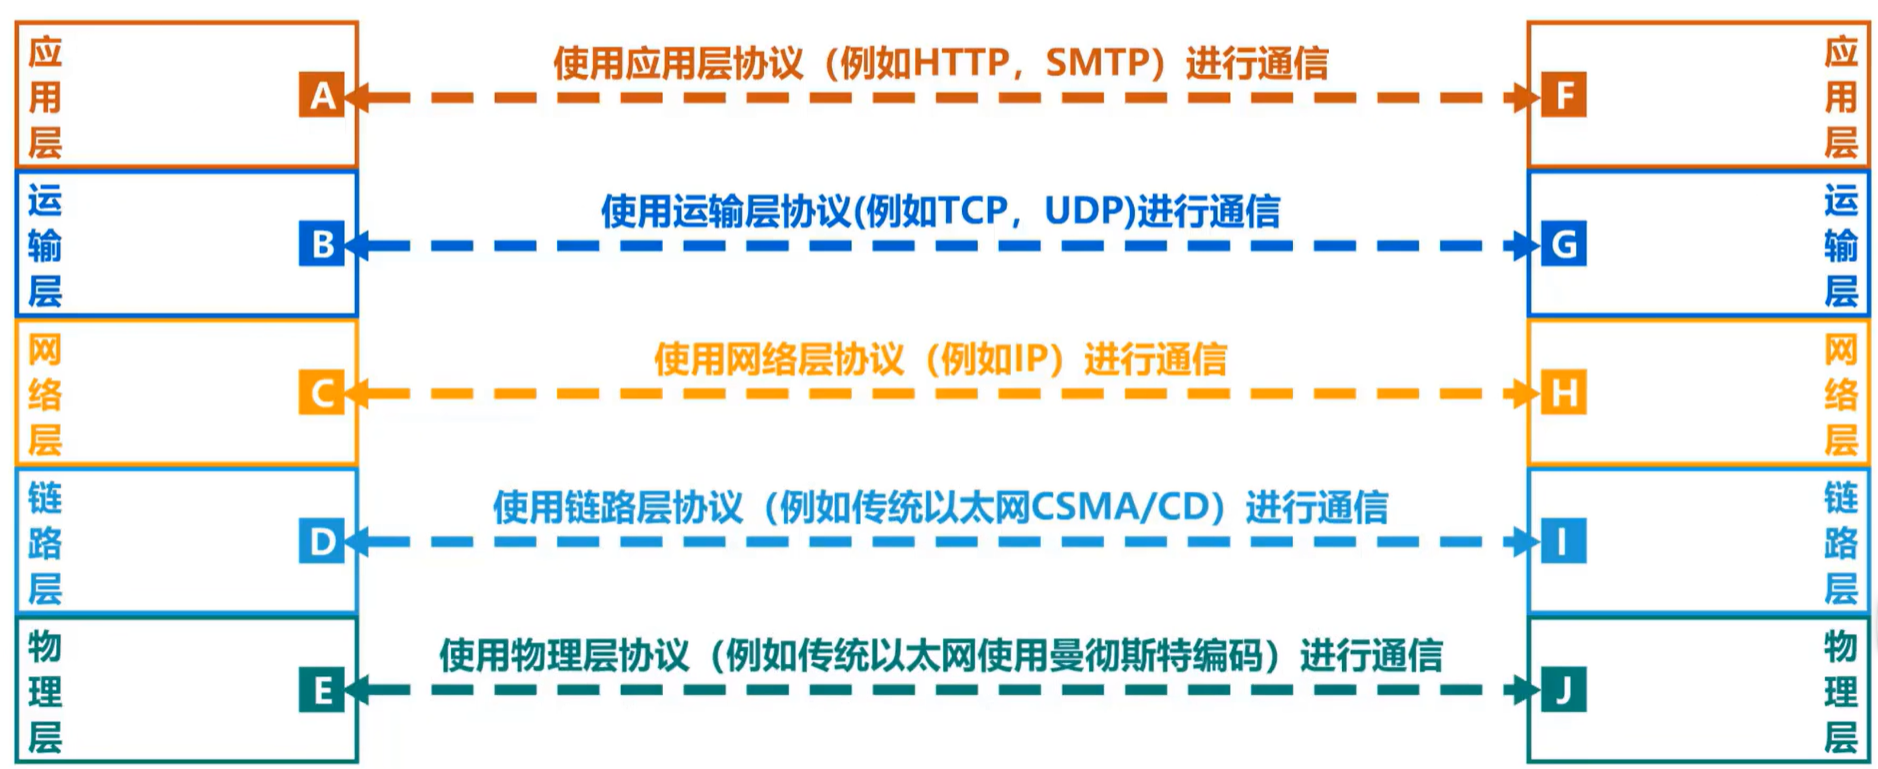 应用层
A
使用应用层协议（例如HTTP，SMTP）进行通信
F
应用层
运输层
B
使用运输层协议(例如TCP，UDP)进行通信
G
运输层
网络层
C
使用网络层协议（例如IP）进行通信
H
网络层
链路层
D
使用链路层协议（例如传统以太网CSMA/CD）进行通信
I
链路层
物理层
E
使用物理层协议（例如传统以太网使用曼彻斯特编码）进行通信
J
物理层